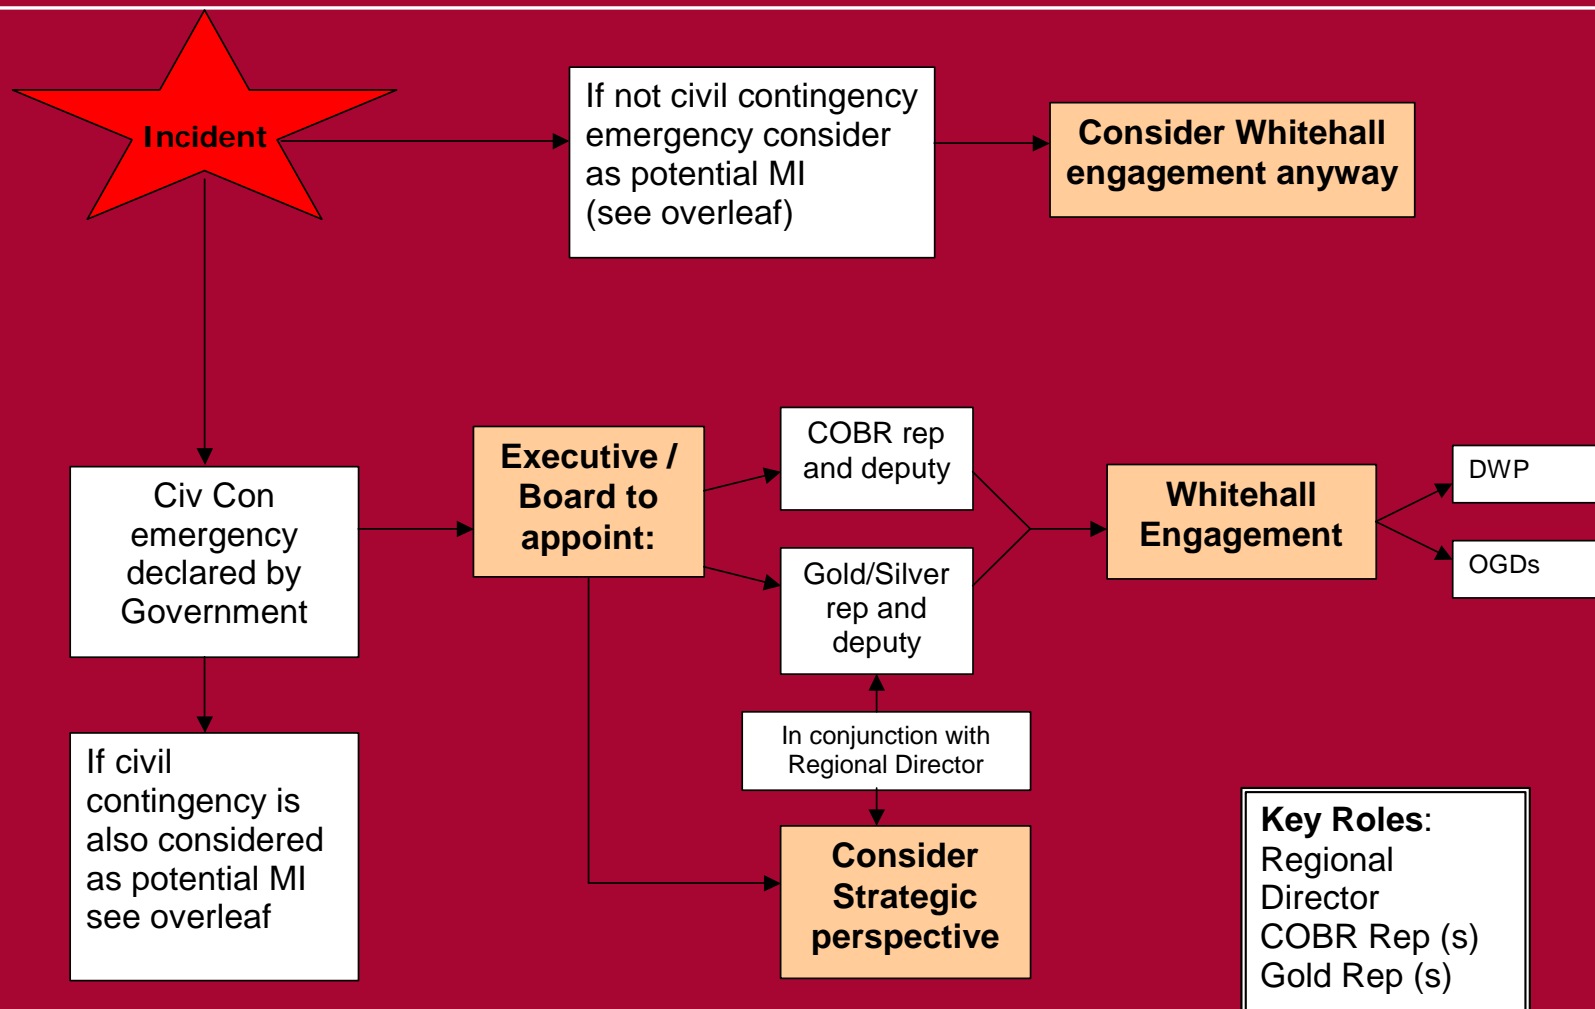 Incident
If not civil contingency
emergency consider
as potential MI
(see overleaf)
Consider Whitehall
engagement anyway
Civ Con
emergency
declared by
Government
Executive /
Board to
appoint:
COBR rep
and deputy
Gold/Silver
rep and
deputy
Whitehall
Engagement
DWP
OGDs
In conjunction with
Regional Director
If civil
contingency is
also considered
as potential MI
see overleaf
Consider
Strategic
perspective
Key Roles:
Regional
Director
COBR Rep (s)
Gold Rep (s)